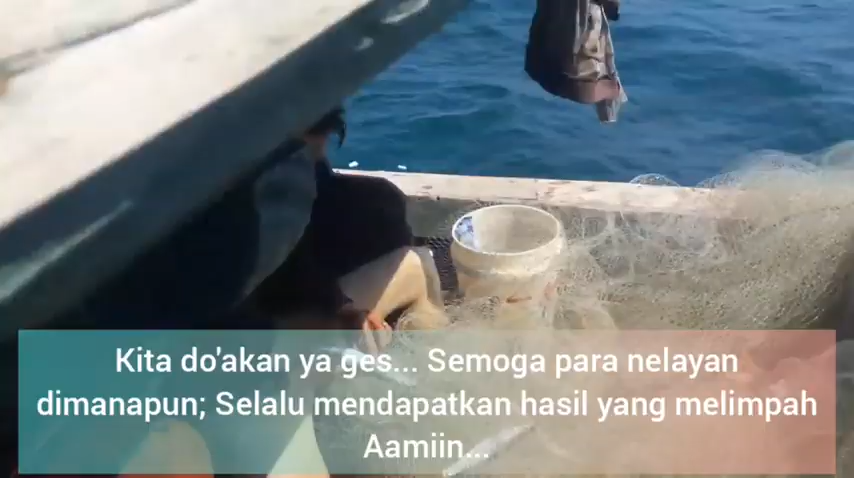 Kita do'akan ya ges... Semoga para nelayan
dimanapun; Selalu mendapatkan hasil yang melimpah
Aamiin...